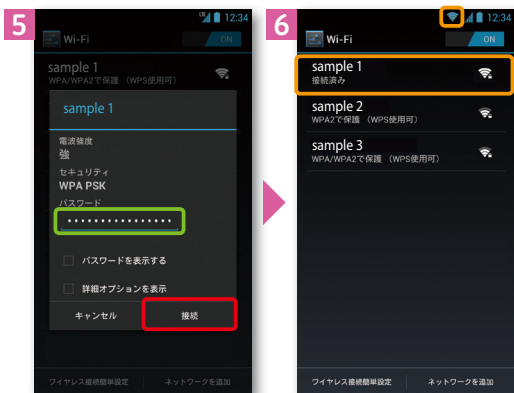 5
LTE 12:34
Wi-Fi ON
sample 1
WPA/WPA2で保護 (WPS使用可)
sample 1
電波強度
強
セキュリティ
WPA PSK
パスワード
••••••••••••••••
パスワードを表示する
詳細オプションを表示
キャンセル 接続
ワイヤレス接続簡単設定 ネットワークを追加
6
12:34
Wi-Fi ON
sample 1
接続済み
sample 2
WPA2で保護 (WPS使用可)
sample 3
WPA/WPA2で保護 (WPS使用可)
ワイヤレス接続簡単設定 ネットワークを追加